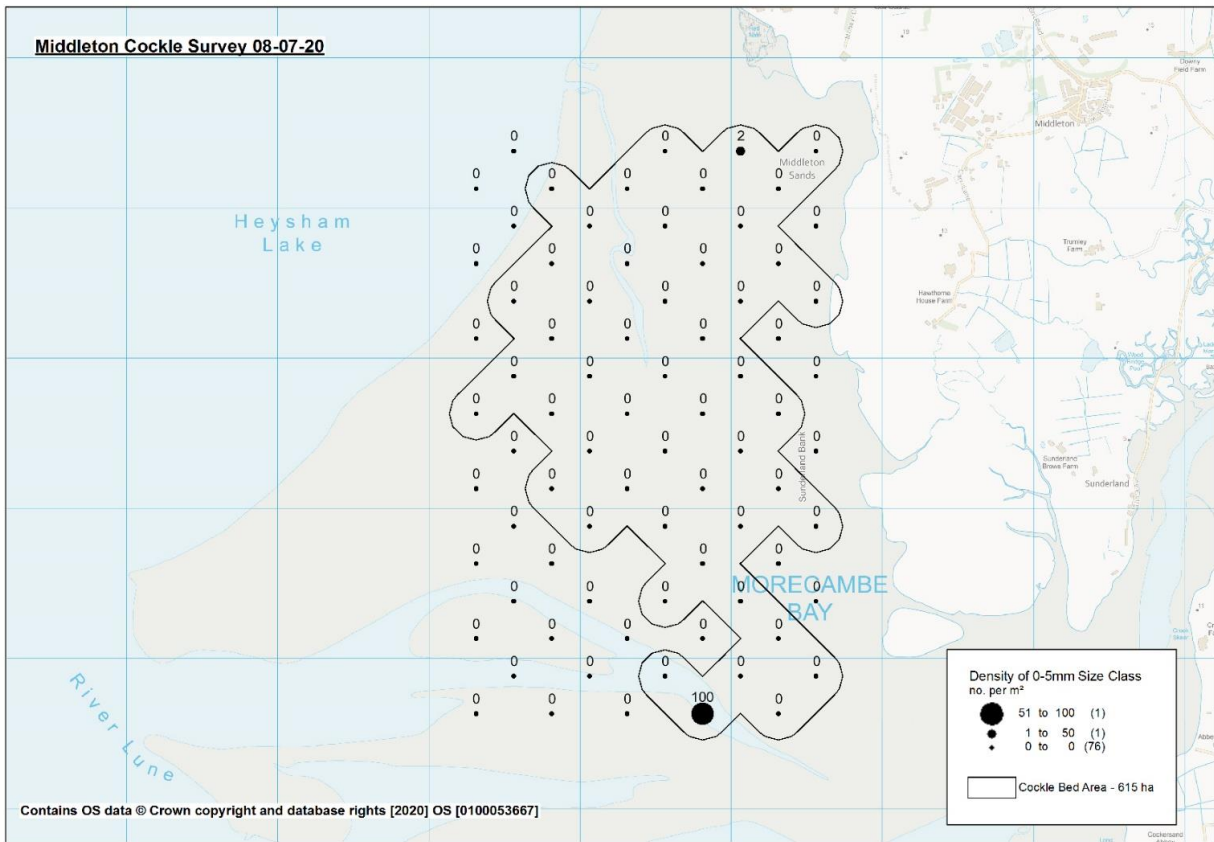 Middleton Cockle Survey 08-07-20
Middleton
Downy
Field Farm
0 0 2 0
Middleton
Sands
0 0 0 0 0
0 0 0 0 0
Heysham
Lake
0 0 0 0 0
Trumley
Farm
0 0 0 0 0
Hawthorne
House Farm
0 0 0 0 0
0 0 0 0 0
0 0 0 0 0
0 0 0 0 0
Sunderland Bank
Sunderland
Brows Farm
Sunderland
0 0 0 0 0
0 0 0 0 0
0 0 0 0
MORECAMBE
BAY
0 0 0 0 0
0 0 0 0 0
0 0 0 0 0
0 0 0 100 0
River Lune
Density of 0-5mm Size Class
no. per m²
51 to 100 (1)
1 to 50 (1)
0 to 0 (76)
Cockle Bed Area - 615 ha
Contains OS data © Crown copyright and database rights [2020] OS [0100053667]